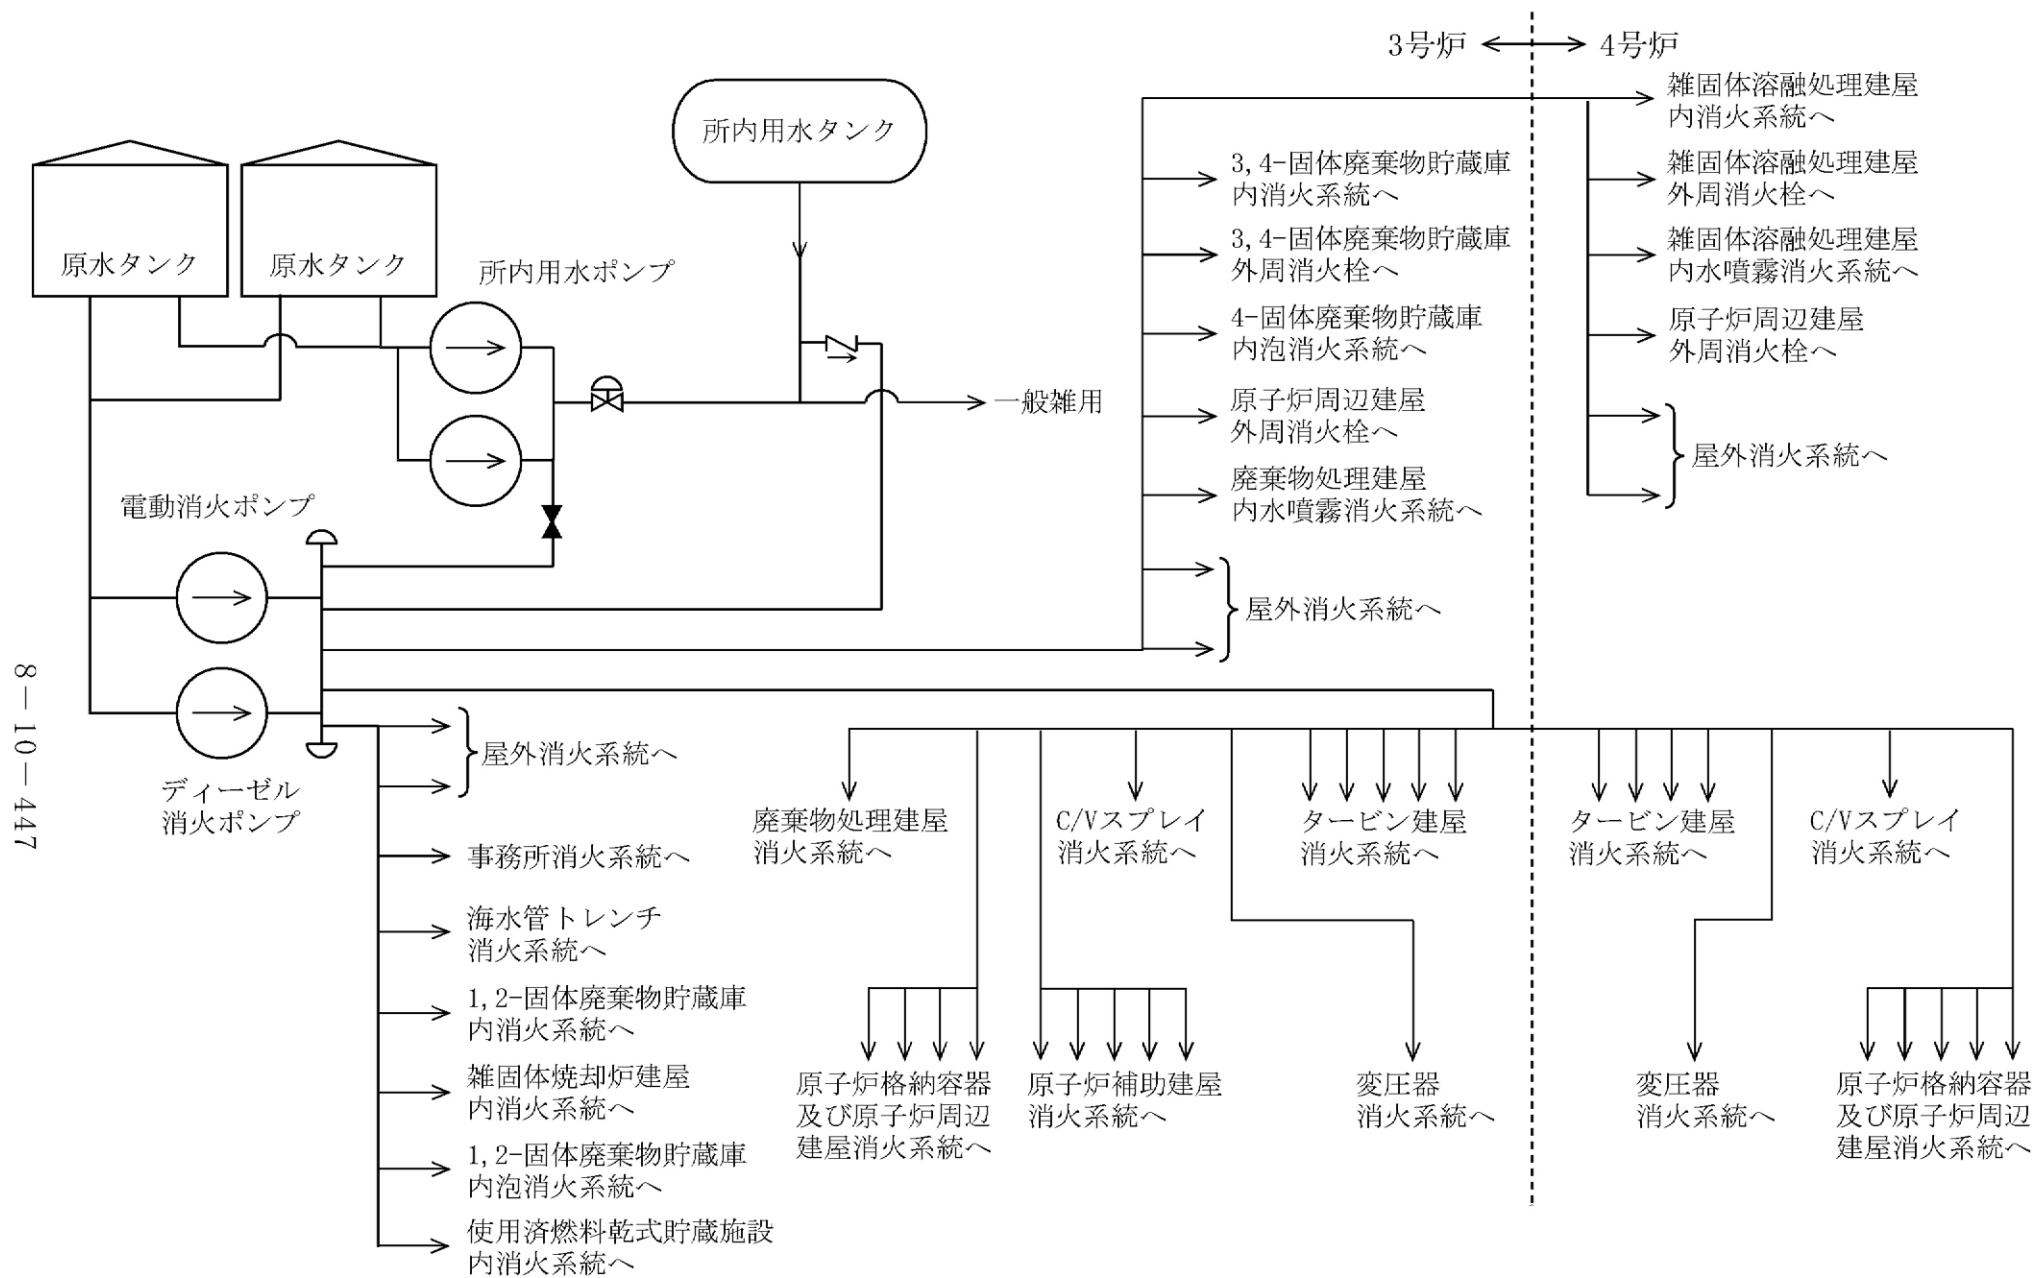 3号炉
4号炉
所内用水タンク
原水タンク
原水タンク
所内用水ポンプ
一般雑用
電動消火ポンプ
ディーゼル
消火ポンプ
8－10－447
3,4-固体廃棄物貯蔵庫
内消火系統へ
3,4-固体廃棄物貯蔵庫
外周消火栓へ
4-固体廃棄物貯蔵庫
内泡消火系統へ
原子炉周辺建屋
外周消火栓へ
廃棄物処理建屋
内水噴霧消火系統へ
屋外消火系統へ
雑固体溶融処理建屋
内消火系統へ
雑固体溶融処理建屋
外周消火栓へ
雑固体溶融処理建屋
内水噴霧消火系統へ
原子炉周辺建屋
外周消火栓へ
屋外消火系統へ
屋外消火系統へ
事務所消火系統へ
海水管トレンチ
消火系統へ
1,2-固体廃棄物貯蔵庫
内消火系統へ
雑固体焼却炉建屋
内消火系統へ
1,2-固体廃棄物貯蔵庫
内泡消火系統へ
使用済燃料乾式貯蔵施設
内消火系統へ
廃棄物処理建屋
消火系統へ
C/Vスプレイ
消火系統へ
タービン建屋
消火系統へ
タービン建屋
消火系統へ
C/Vスプレイ
消火系統へ
原子炉格納容器
及び原子炉周辺
建屋消火系統へ
原子炉補助建屋
消火系統へ
変圧器
消火系統へ
変圧器
消火系統へ
原子炉格納容器
及び原子炉周辺
建屋消火系統へ